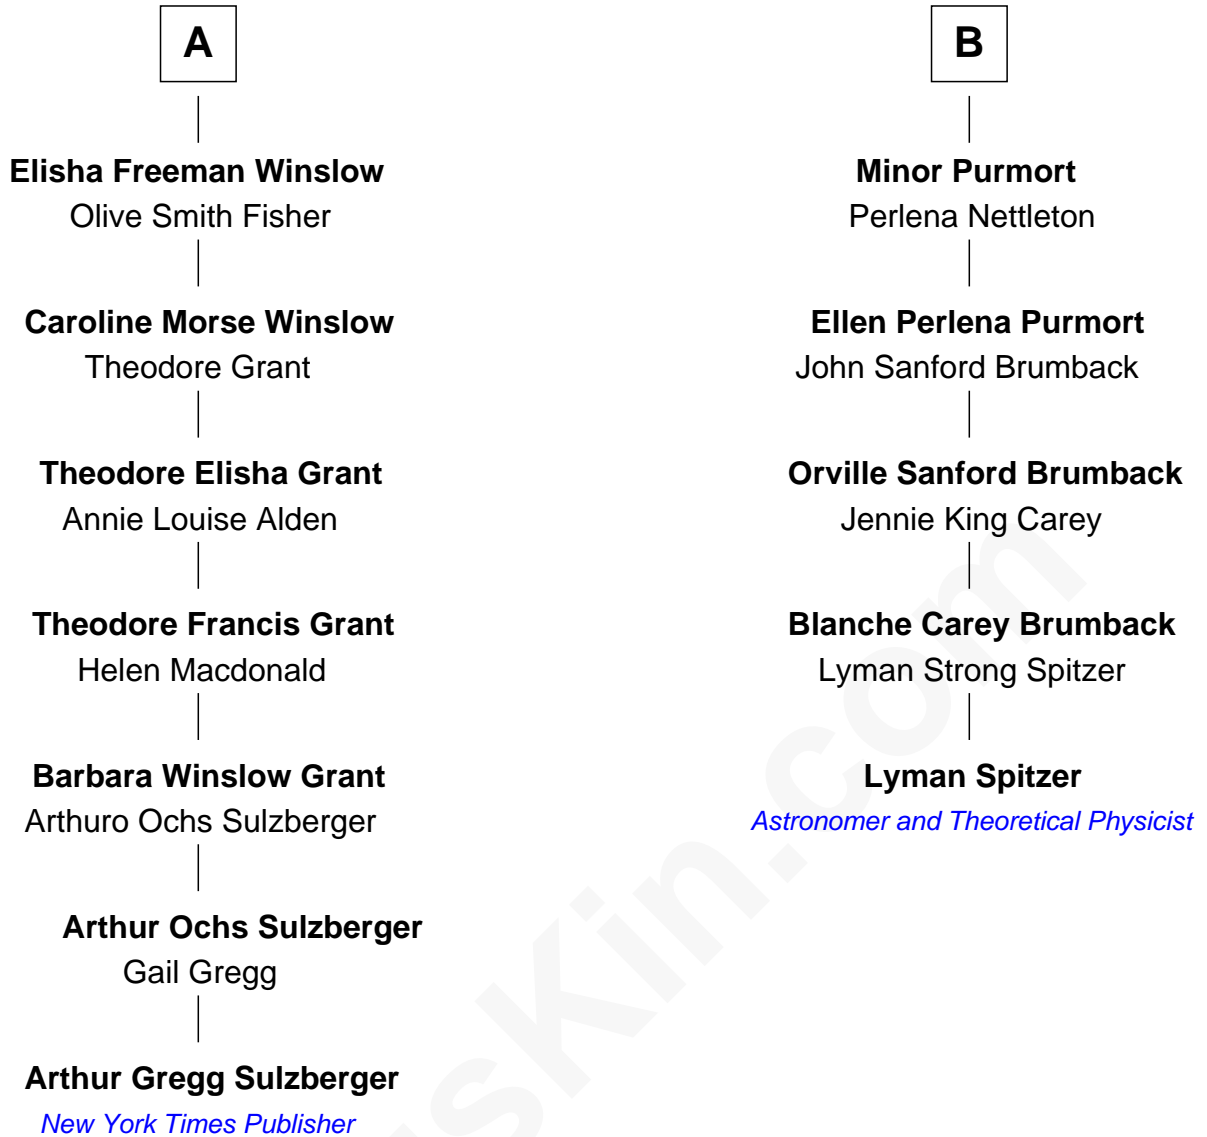 A
Elisha Freeman Winslow
Olive Smith Fisher
Caroline Morse Winslow
Theodore Grant
Theodore Elisha Grant
Annie Louise Alden
Theodore Francis Grant
Helen Macdonald
Barbara Winslow Grant
Arthuro Ochs Sulzberger
Arthur Ochs Sulzberger
Gail Gregg
Arthur Gregg Sulzberger
New York Times Publisher
B
Minor Purmort
Perlena Nettleton
Ellen Perlena Purmort
John Sanford Brumback
Orville Sanford Brumback
Jennie King Carey
Blanche Carey Brumback
Lyman Strong Spitzer
Lyman Spitzer
Astronomer and Theoretical Physicist
sKin.com